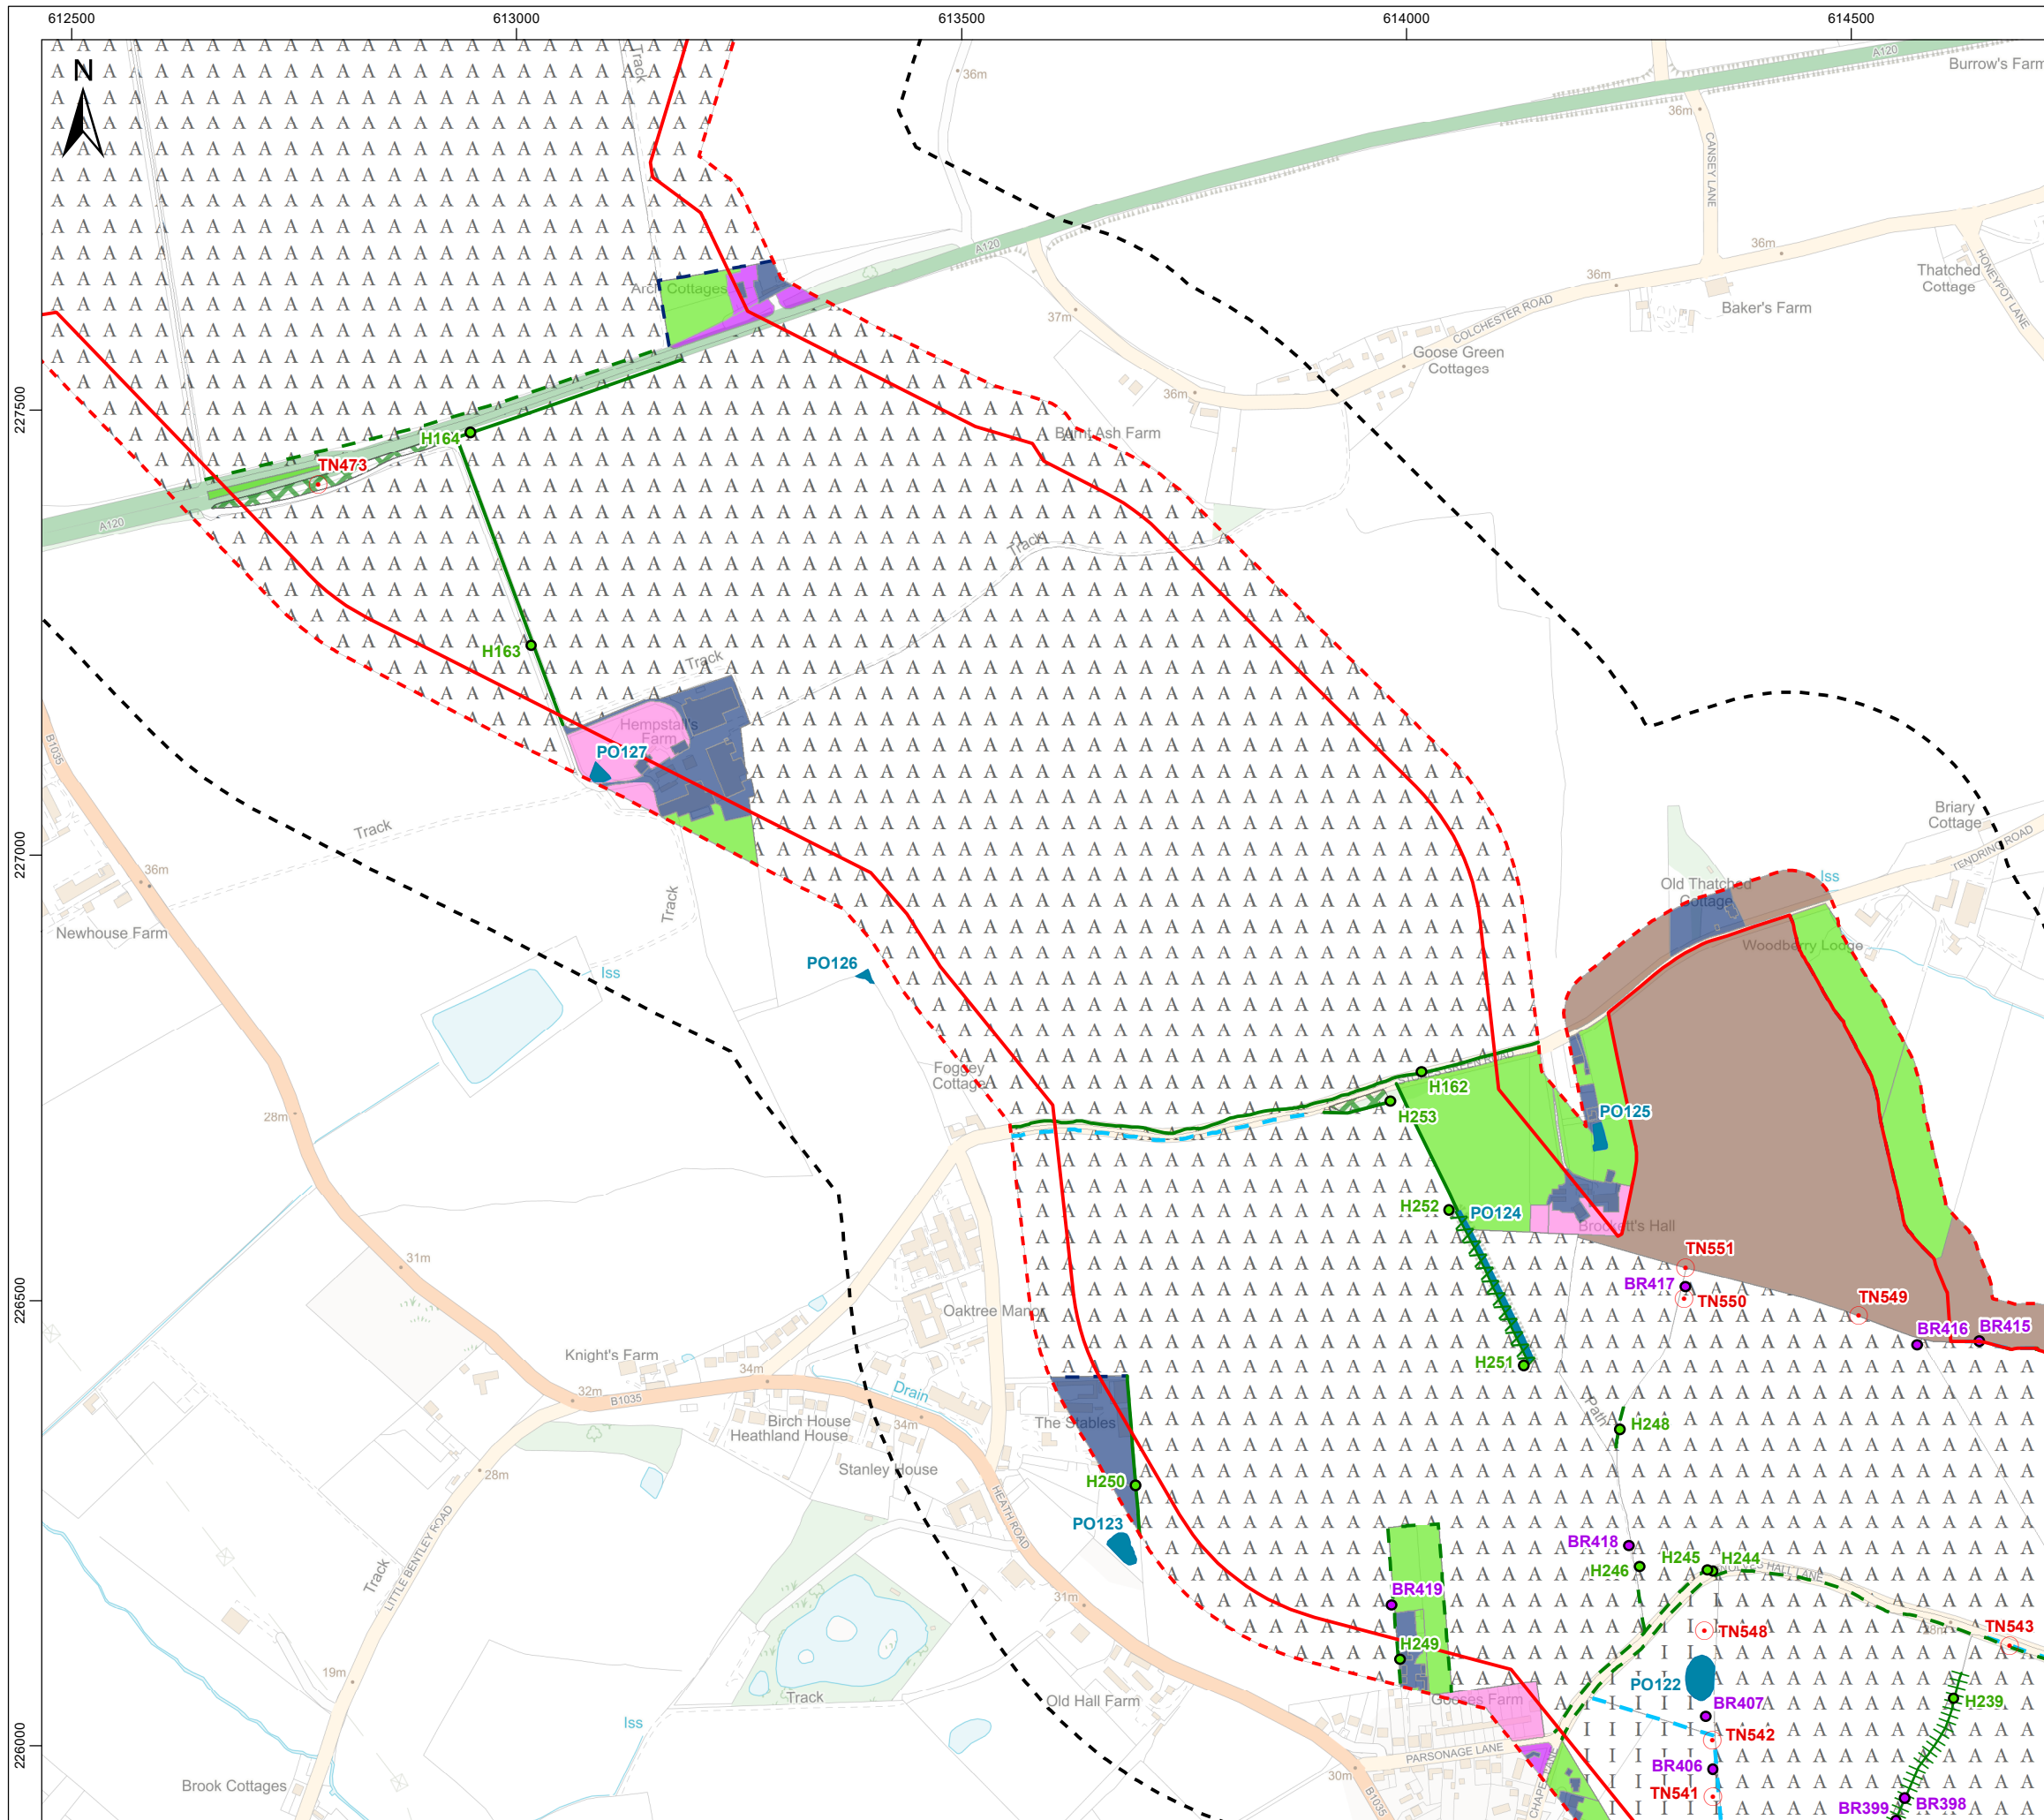 612500 613000 613500 614000 614500
N
Track
36m
A120
Burrow's Farm
36m
CANSEY LANE
36m
HONEYPOT LANE
Thatched
Cottage
A120
36m
Baker's Farm
37m
COLCHESTER ROAD
Goose Green
Cottages
36m
227500
H164
TN473
A120
Burnt Ash Farm
Track
H163
Track
B1035
Hempstall's
Farm
PO127
Track
227000
36m
Newhouse Farm
Track
PO126
Iss
Briary
Cottage
TENDRING ROAD
Old Thatched
Cottage
Iss
Woodberry Lodge
Foggey
Cottage
28m
H162
H253
PO125
H252
PO124
Brockett's Hall
31m
226500
TN551
BR417
TN550
TN549
BR416
BR415
Oaktree Manor
Knight's Farm
34m
32m
B1035
Drain
34m
H251
Birch House
Heathland House
The Stables
Path
H248
Stanley House
28m
H250
HEATH ROAD
PO123
LITTLE BENTLEY ROAD
Track
BR418
H246
H245
H244
31m
BR419
H249
TN548
28m
TN543
19m
Track
Old Hall Farm
Gooses Farm
PO122
BR407
H239
Iss
226000
TN542
PARSONAGE LANE
30m
B1035
BR406
TN541
Brook Cottages
BR399
BR398